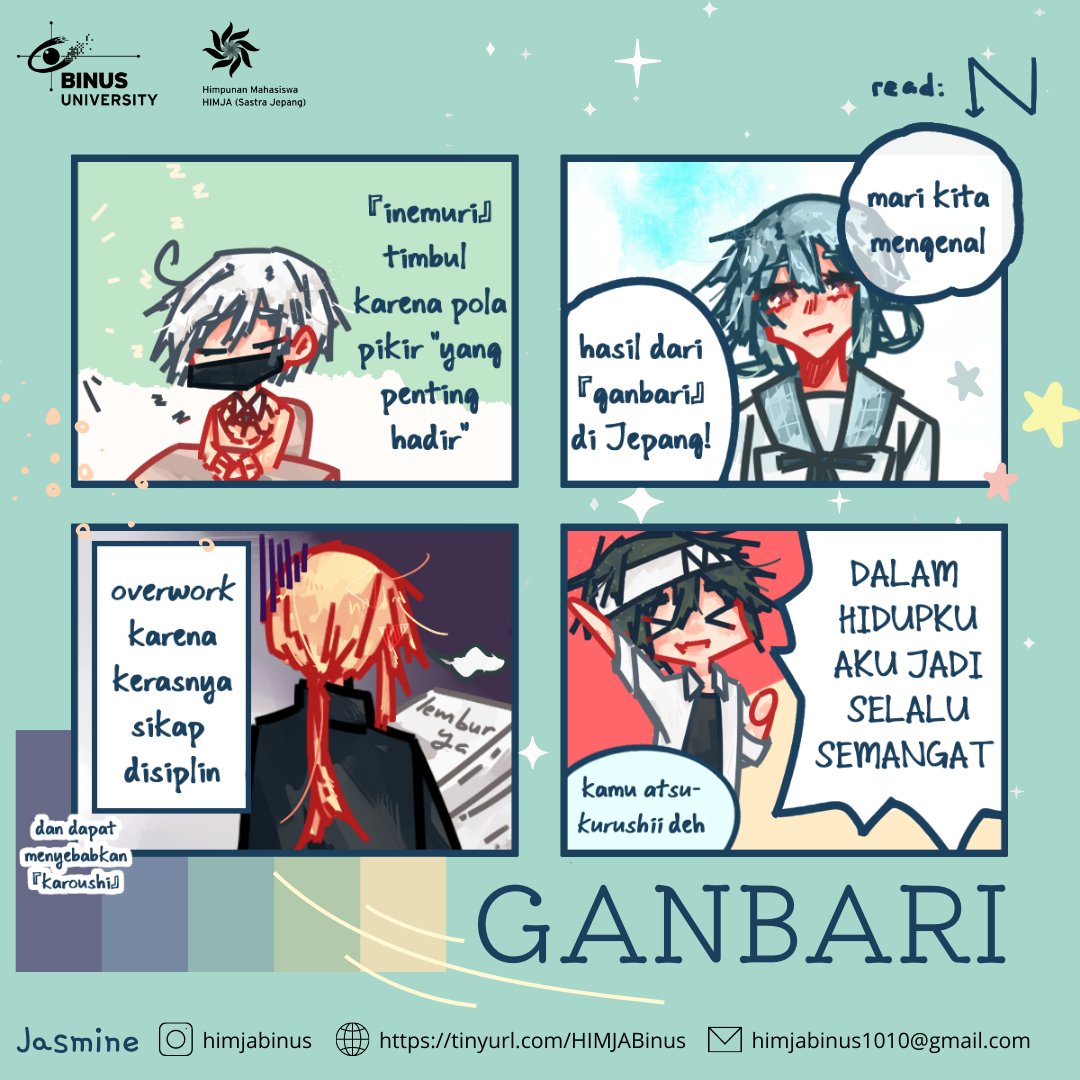 BINUS
UNIVERSITY
Himpunan Mahasiswa
HIMJA (Sastra Jepang)
read: N
mari kita
mengenal
hasil dari
『ganbari』
di Jepang!
DALAM
HIDUPKU
AKU JADI
SELALU
SEMANGAT
kamu atsu-
kurushii deh
『inemuri』
timbul
karena pola
pikir "yang
penting
hadir"
overwork
karena
kerasnya
sikap
disiplin
lembur
ya
dan dapat
menyebabkan
『karoushi』
GANBARI
Jasmine
himjabinus
https://tinyurl.com/HIMJABinus
himjabinus1010@gmail.com